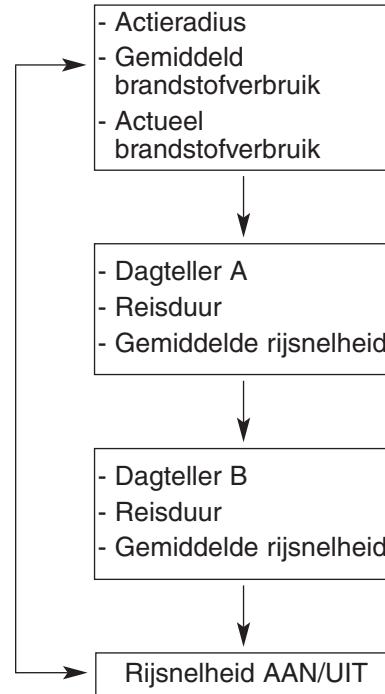 - Actieradius
- Gemiddeld
brandstofverbruik
- Actueel
brandstofverbruik
- Dagteller A
- Reisduur
- Gemiddelde rijsnelheid
- Dagteller B
- Reisduur
- Gemiddelde rijsnelheid
Rijsnelheid AAN/UIT